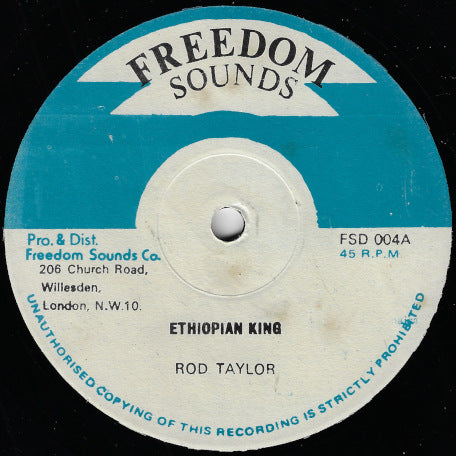 FREEDOM
SOUNDS
Pro. & Dist.
Freedom Sounds Co.
206 Church Road,
Willesden,
London, N.W.10.
FSD 004A
45 R.P.M
ETHIOPIAN KING
ROD TAYLOR
UNAUTHORISED COPYING OF THIS RECORDING IS STRICTLY PROHIBITED